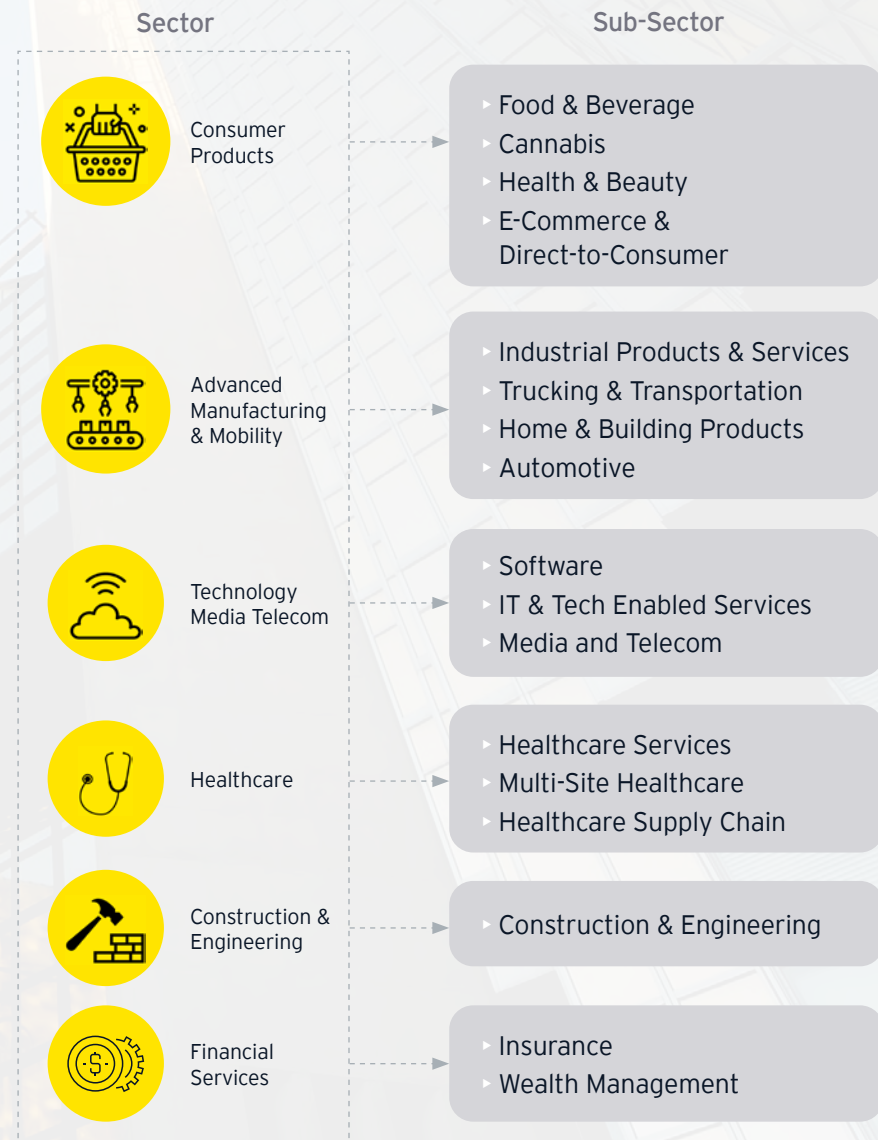 Sector
Sub-Sector
Consumer
Products
Food & Beverage
Cannabis
Health & Beauty
E-Commerce &
Direct-to-Consumer
Advanced
Manufacturing
& Mobility
Industrial Products & Services
Trucking & Transportation
Home & Building Products
Automotive
Technology
Media Telecom
Software
IT & Tech Enabled Services
Media and Telecom
Healthcare
Healthcare Services
Multi-Site Healthcare
Healthcare Supply Chain
Construction &
Engineering
Construction & Engineering
Financial
Services
Insurance
Wealth Management